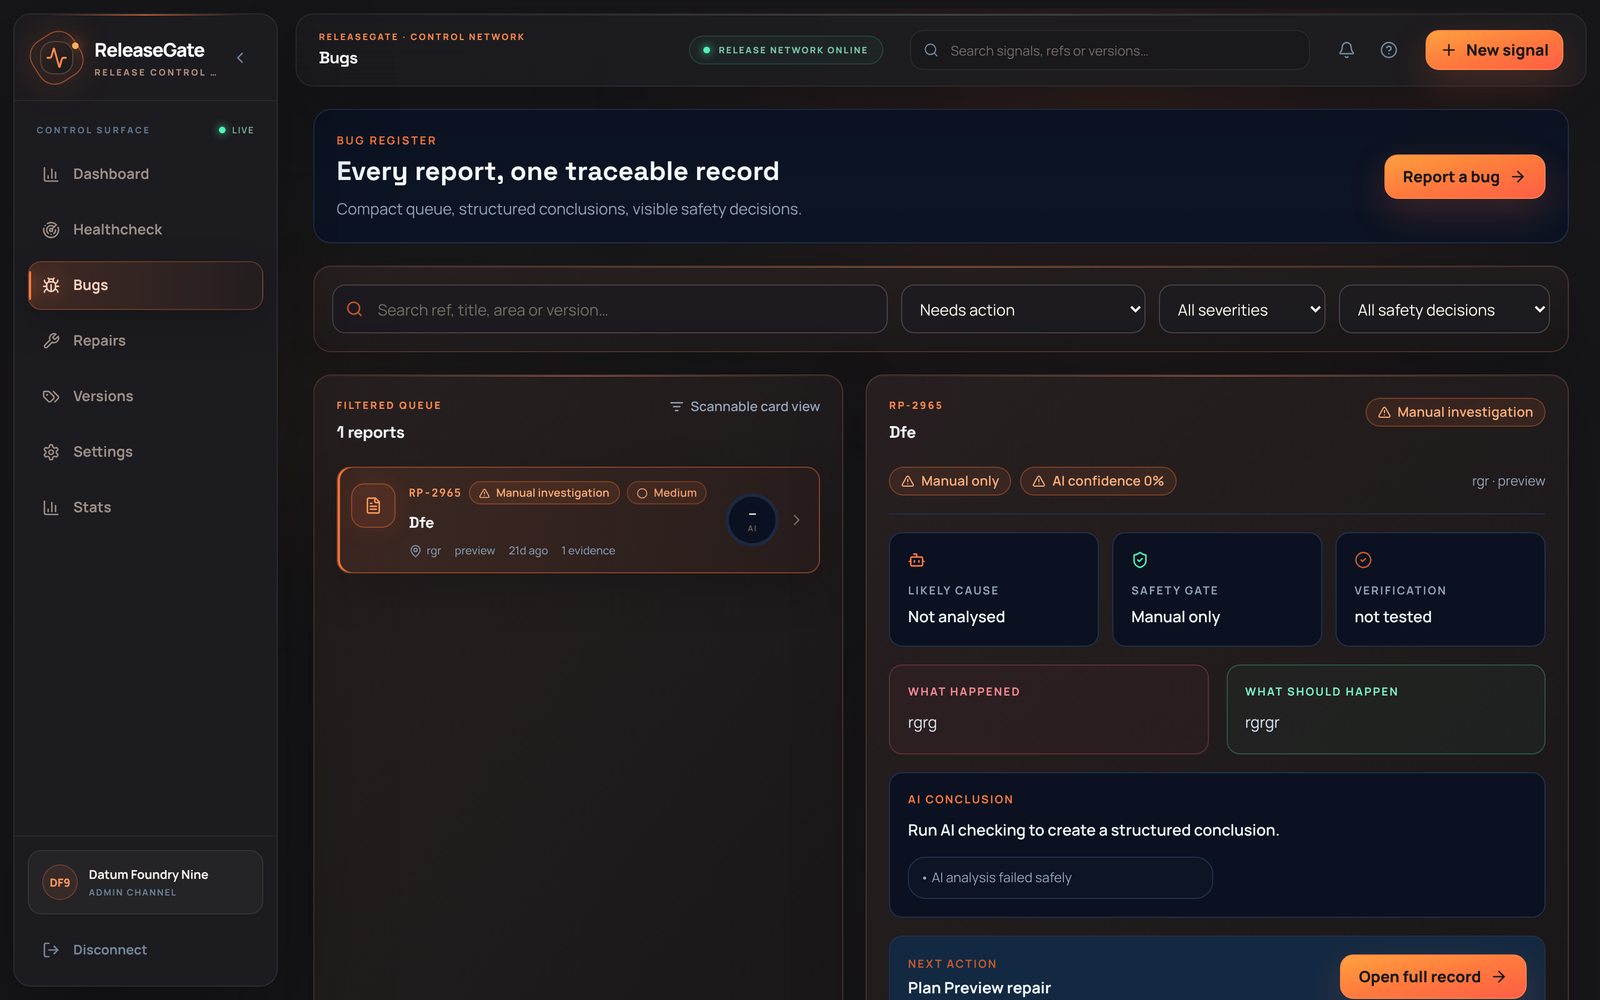 ReleaseGate
RELEASE CONTROL ...
CONTROL SURFACE
LIVE
Dashboard
Healthcheck
Bugs
Repairs
Versions
Settings
Stats
DF9
Datum Foundry Nine
ADMIN CHANNEL
Disconnect
RELEASEGATE · CONTROL NETWORK
Bugs
RELEASE NETWORK ONLINE
Search signals, refs or versions...
New signal
BUG REGISTER
Every report, one traceable record
Compact queue, structured conclusions, visible safety decisions.
Report a bug
Search ref, title, area or version...
Needs action
All severities
All safety decisions
FILTERED QUEUE
1 reports
Scannable card view
RP-2965
Manual investigation
Medium
Dfe
rgr preview 21d ago 1 evidence
–
AI
RP-2965
Dfe
Manual investigation
Manual only
AI confidence 0%
rgr · preview
LIKELY CAUSE
Not analysed
SAFETY GATE
Manual only
VERIFICATION
not tested
WHAT HAPPENED
rgrg
WHAT SHOULD HAPPEN
rgrgr
AI CONCLUSION
Run AI checking to create a structured conclusion.
• AI analysis failed safely
NEXT ACTION
Plan Preview repair
Open full record